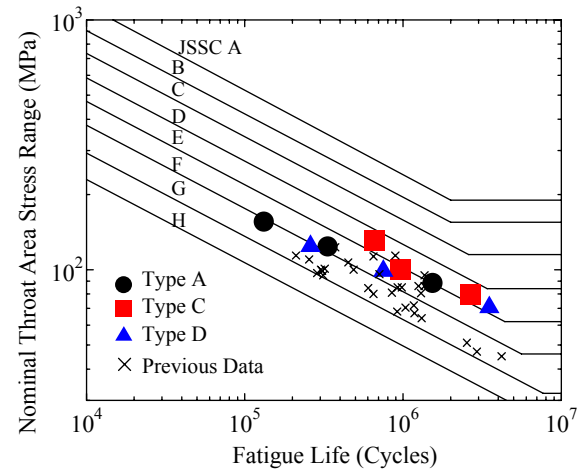 10³
JSSC A
B
C
D
E
F
G
H
10²
Type A
Type C
Type D
Previous Data
10⁴ 10⁵ 10⁶ 10⁷
Fatigue Life (Cycles)
Nominal Throat Area Stress Range (MPa)